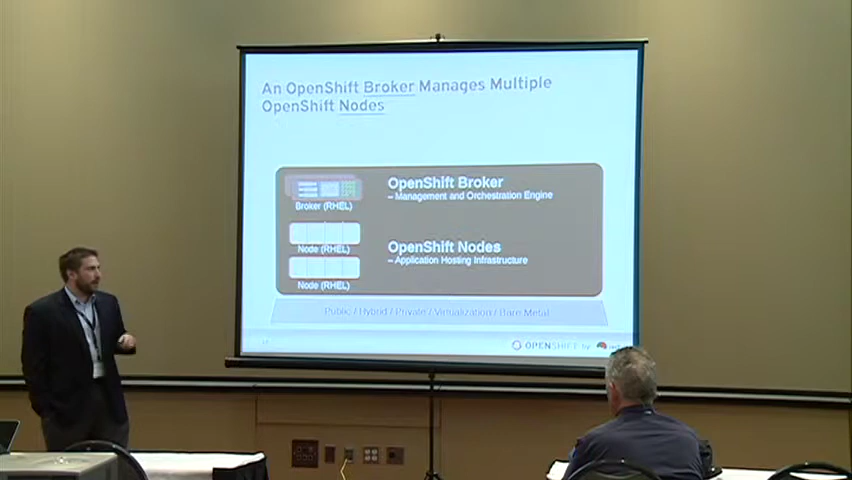 An OpenShift Broker Manages Multiple
OpenShift Nodes
OpenShift Broker
– Management and Orchestration Engine
Broker (RHEL)
Node (RHEL)
OpenShift Nodes
– Application Hosting Infrastructure
Node (RHEL)
Public / Hybrid / Private / Virtualization / Bare Metal
OPENSHIFT by